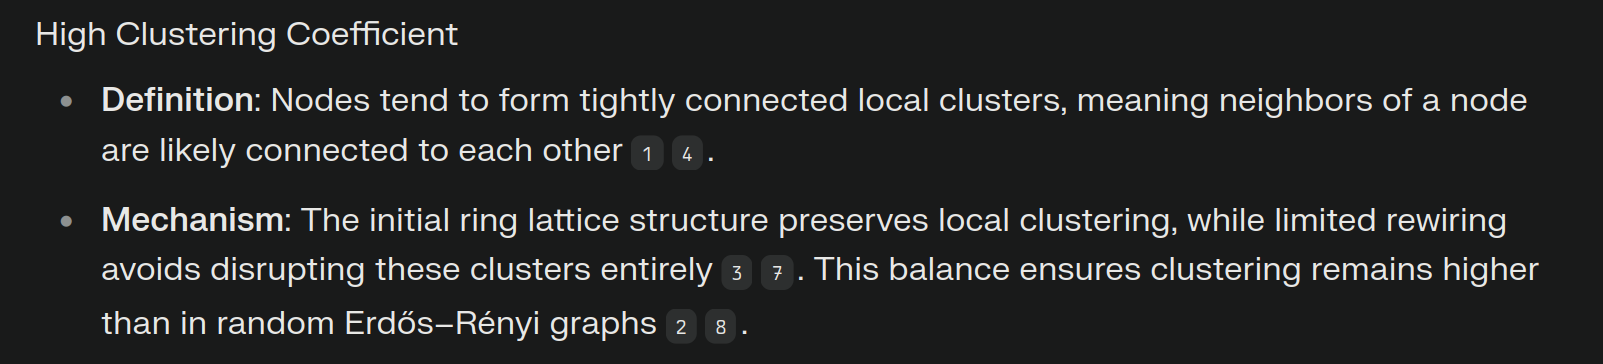 High Clustering Coefficient
• Definition: Nodes tend to form tightly connected local clusters, meaning neighbors of a node
are likely connected to each other 1 4 .
• Mechanism: The initial ring lattice structure preserves local clustering, while limited rewiring
avoids disrupting these clusters entirely 3 7 . This balance ensures clustering remains higher
than in random Erdős–Rényi graphs 2 8 .